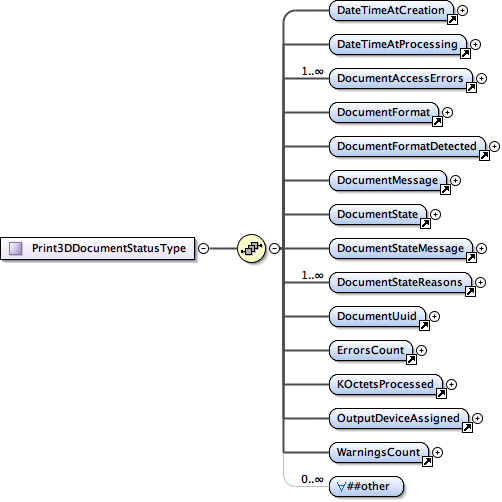 DateTimeAtCreation
DateTimeAtProcessing
1..∞
DocumentAccessErrors
DocumentFormat
DocumentFormatDetected
DocumentMessage
DocumentState
Print3DDocumentStatusType
DocumentStateMessage
1..∞
DocumentStateReasons
DocumentUuid
ErrorsCount
KOctetsProcessed
OutputDeviceAssigned
WarningsCount
0..∞
∀##other